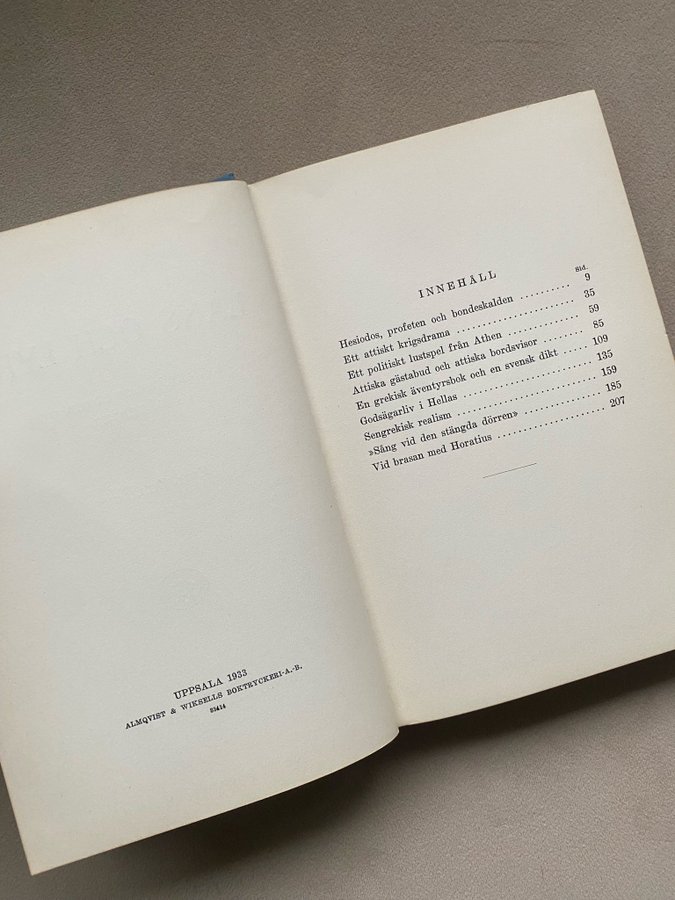 UPPSALA 1933
ALMQVIST & WIKSELLS BOKTRYCKERI-A.-B.
33414
INNEHÅLL
Sid.
Hesiodos, profeten och bondeskalden .......... 9
Ett attiskt krigsdrama .................... 35
Ett politiskt lustspel från Athen .............. 59
Attiska gästabud och attiska bordsvisor ........ 85
En grekisk äventyrsbok och en svensk dikt ..... 109
Godsägarliv i Hellas ...................... 135
Sengrekisk realism ....................... 159
»Sång vid den stängda dörren» .............. 185
Vid brasan med Horatius .................. 207